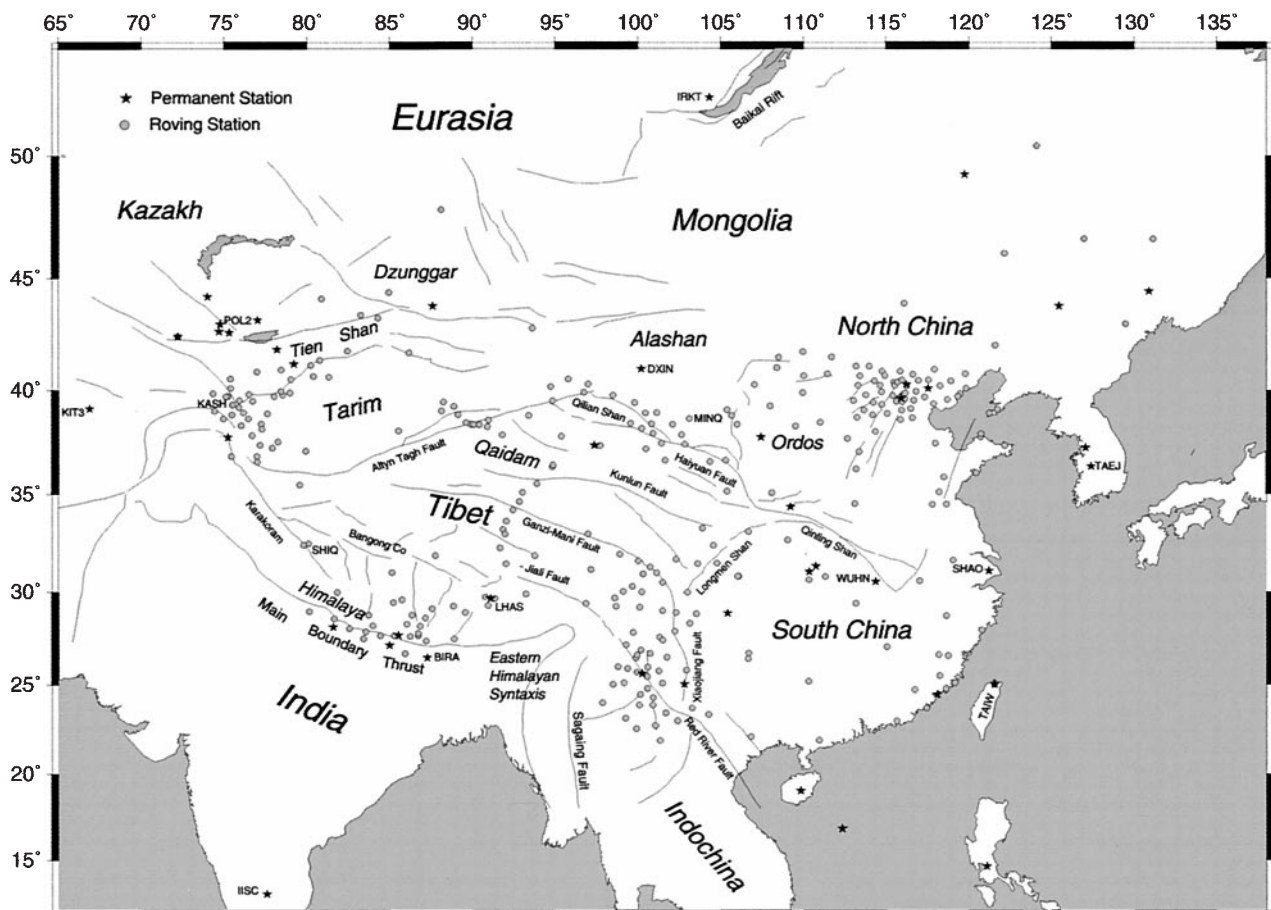 65° 70° 75° 80° 85° 90° 95° 100° 105° 110° 115° 120° 125° 130° 135°
Permanent Station
Roving Station
Eurasia
IRKT
Baikal Rift
50°
Kazakh
Mongolia
45°
Dzunggar
POL2
Tien Shan
North China
Alashan
DXIN
40°
KIT3
KASH
Tarim
Qilian Shan
MINQ
Ordos
Altyn Tagh Fault
Qaidam
Haiyuan Fault
TAEJ
Kunlun Fault
35°
Tibet
Karakoram
Ganzi-Mani Fault
Qinling Shan
SHIQ
Bangong Co
Longmen Shan
Jiali Fault
WUHN
SHAO
30°
Himalaya
LHAS
Main
Boundary
Thrust
BIRA
South China
Eastern
Himalayan
Syntaxis
Xiaojiang Fault
25°
India
TAIW
Sagaing Fault
Red River Fault
20°
Indochina
15°
IISC